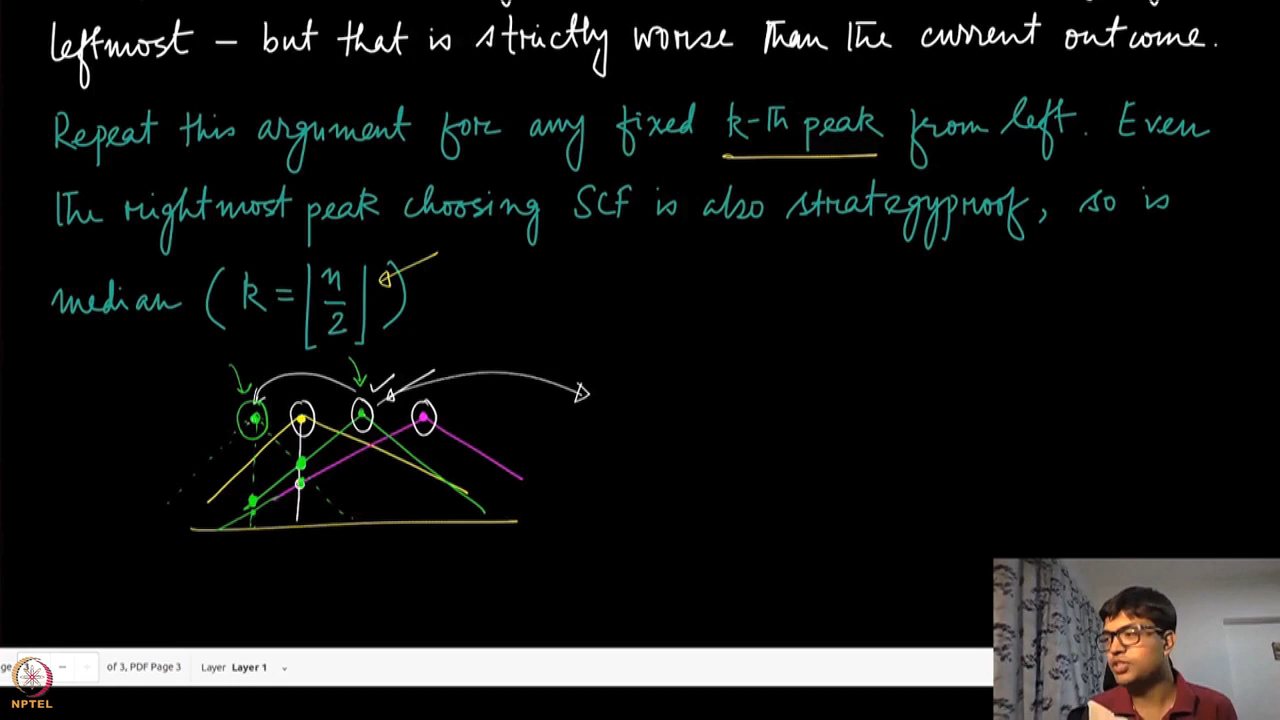 leftmost – but that is strictly worse than the current outcome.
Repeat this argument for any fixed k-th peak from left. Even
the rightmost peak choosing SCF is also strategyproof, so is
median (k = ⌊n/2⌋)
of 3, PDF Page 3
Layer Layer 1
NPTEL